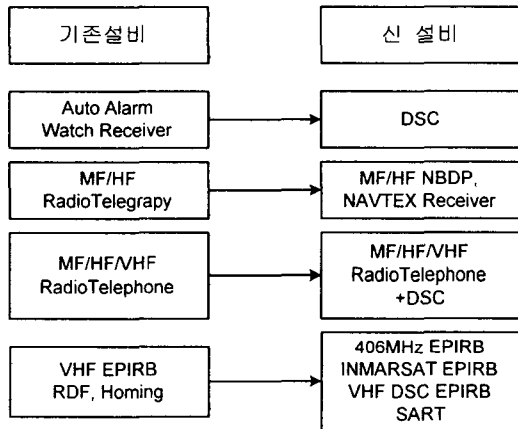 기존설비
신 설비
Auto Alarm
Watch Receiver
DSC
MF/HF
RadioTelegrapy
MF/HF NBDP,
NAVTEX Receiver
MF/HF/VHF
RadioTelephone
MF/HF/VHF
RadioTelephone
+DSC
VHF EPIRB
RDF, Homing
406MHz EPIRB
INMARSAT EPIRB
VHF DSC EPIRB
SART